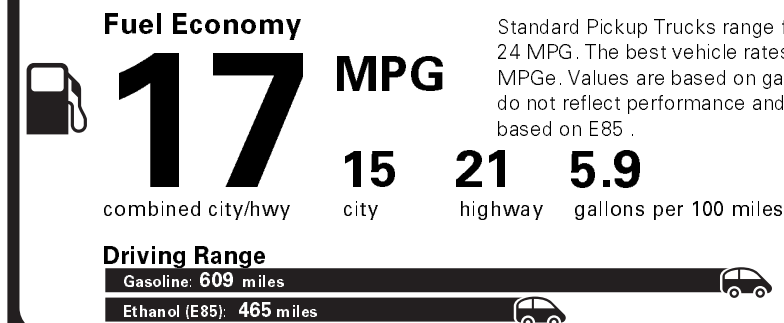 Fuel Economy
17 MPG
Standard Pickup Trucks range
24 MPG. The best vehicle rates
MPGe. Values are based on
do not reflect performance and
based on E85 .
15 21 5.9
combined city/hwy city highway gallons per 100 miles
Driving Range
Gasoline: 609 miles
Ethanol (E85): 465 miles